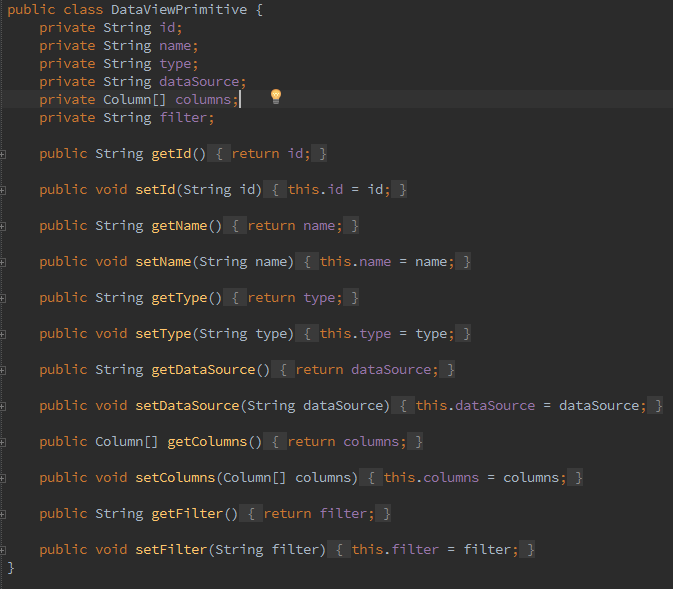 public class DataViewPrimitive {
    private String id;
    private String name;
    private String type;
    private String dataSource;
    private Column[] columns;
    private String filter;
    public String getId() { return id; }
    public void setId(String id) { this.id = id; }
    public String getName() { return name; }
    public void setName(String name) { this.name = name; }
    public String getType() { return type; }
    public void setType(String type) { this.type = type; }
    public String getDataSource() { return dataSource; }
    public void setDataSource(String dataSource) { this.dataSource = dataSource; }
    public Column[] getColumns() { return columns; }
    public void setColumns(Column[] columns) { this.columns = columns; }
    public String getFilter() { return filter; }
    public void setFilter(String filter) { this.filter = filter; }
}